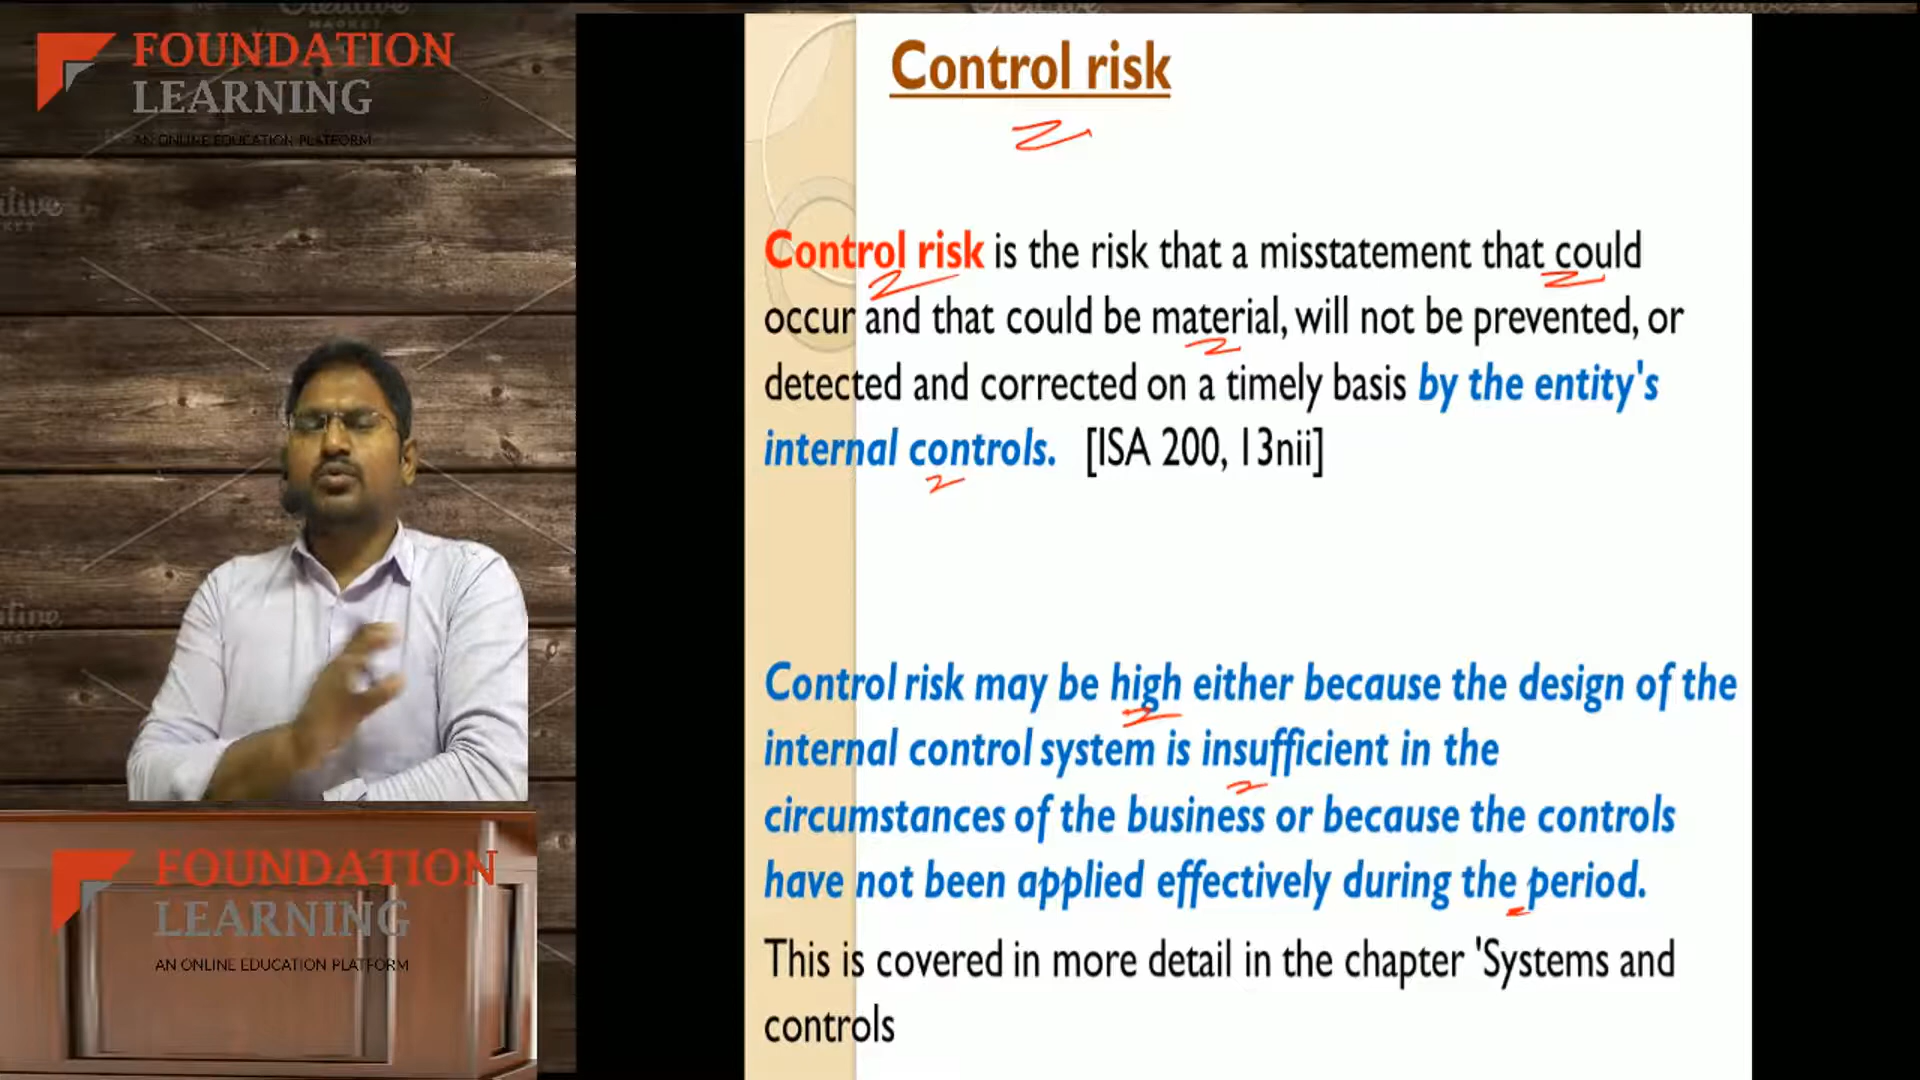 FOUNDATION
LEARNING
AN ONLINE EDUCATION PLATFORM
Control risk
Control risk is the risk that a misstatement that could
occur and that could be material, will not be prevented, or
detected and corrected on a timely basis by the entity's
internal controls. [ISA 200, 13nii]
Control risk may be high either because the design of the
internal control system is insufficient in the
circumstances of the business or because the controls
have not been applied effectively during the period.
This is covered in more detail in the chapter 'Systems and
controls
FOUNDATION
LEARNING
AN ONLINE EDUCATION PLATFORM